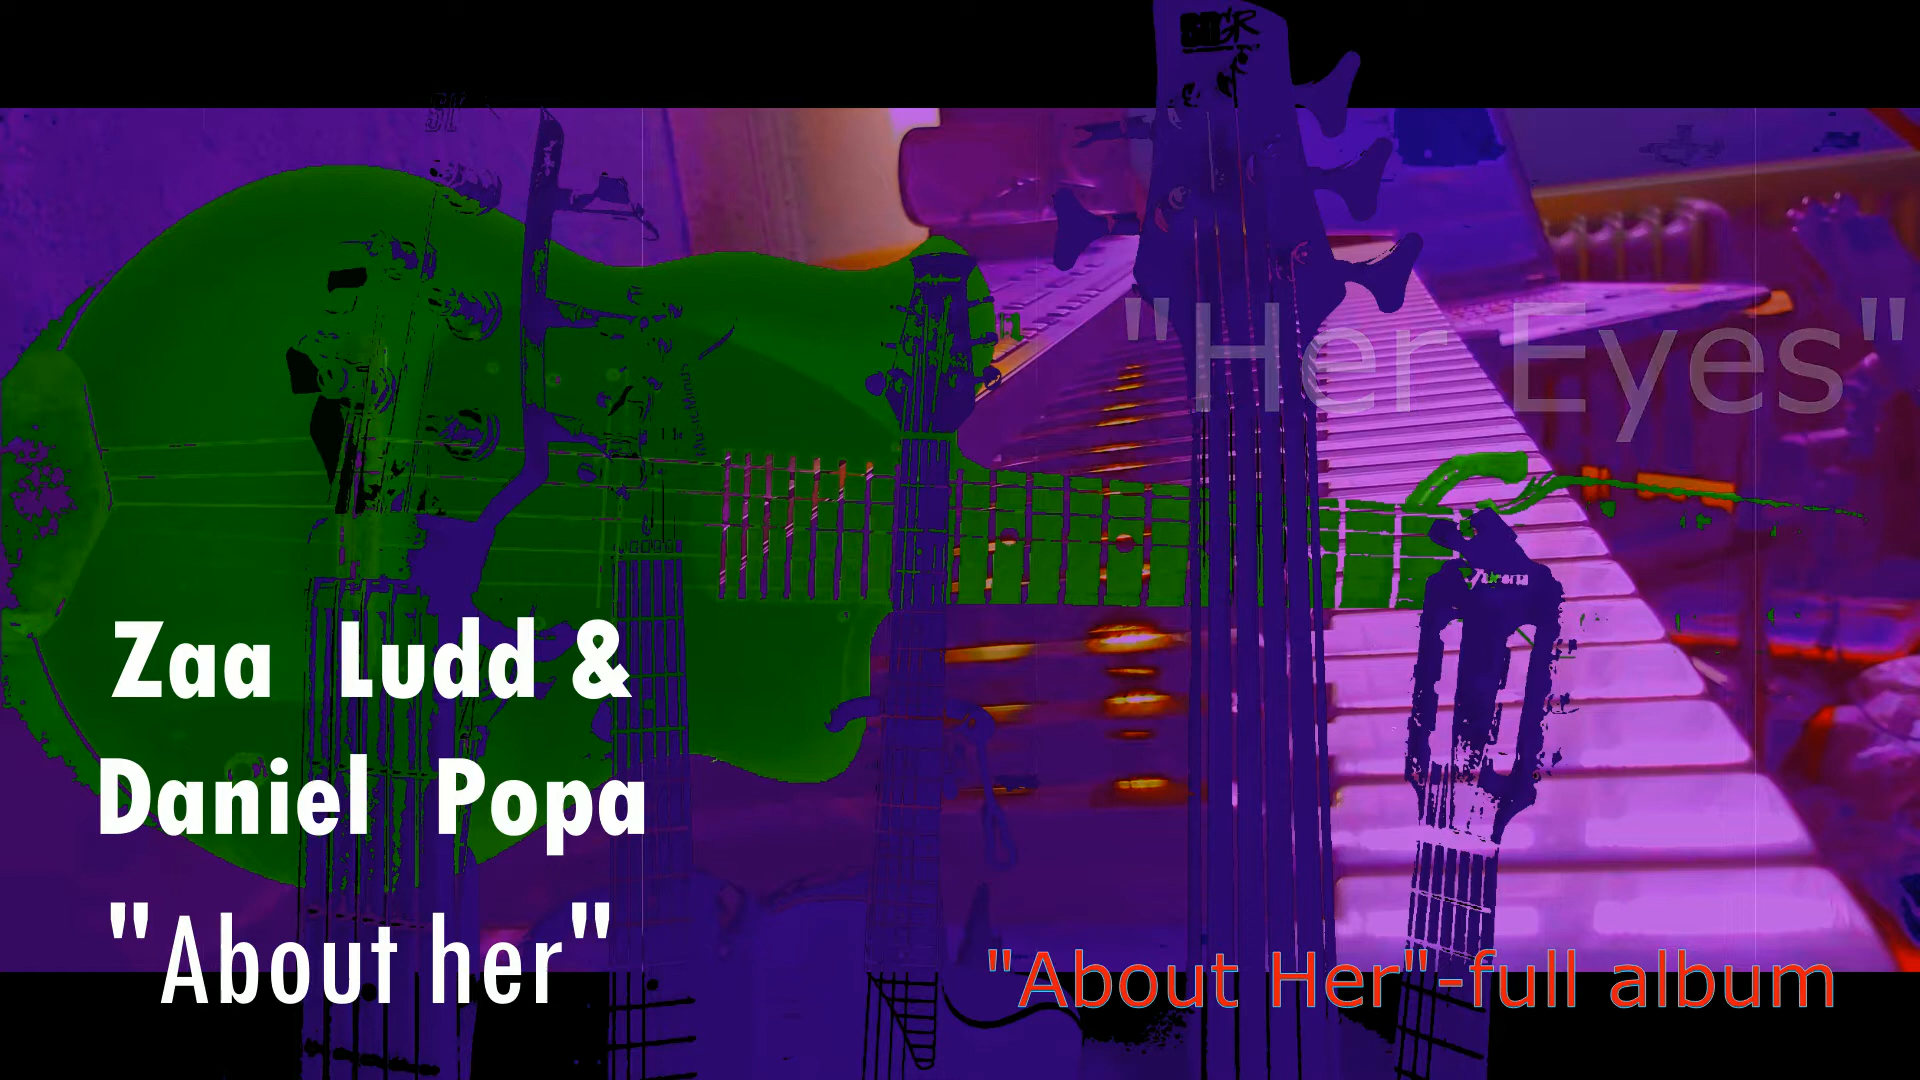 "Her Eyes"
Zaa Ludd &
Daniel Popa
"About her"
"About Her"-full album